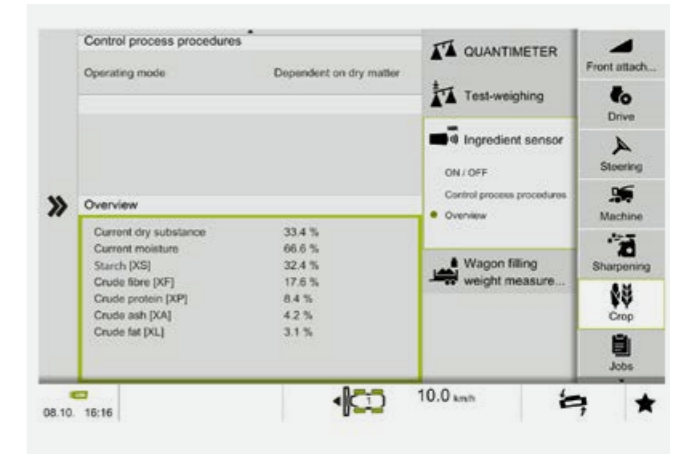 Control process procedures
Operating mode Dependent on dry matter
Overview
Current dry substance 33.4 %
Current moisture 66.6 %
Starch [XS] 32.4 %
Crude fibre [XF] 17.6 %
Crude protein [XP] 8.4 %
Crude ash [XA] 4.2 %
Crude fat [XL] 3.1 %
QUANTIMETER
Test-weighing
Ingredient sensor
ON / OFF
Control process procedures
Overview
Wagon filling
weight measure...
Front attach...
Drive
Steering
Machine
Sharpening
Crop
Jobs
08.10. 16:16
1
10.0 km/h